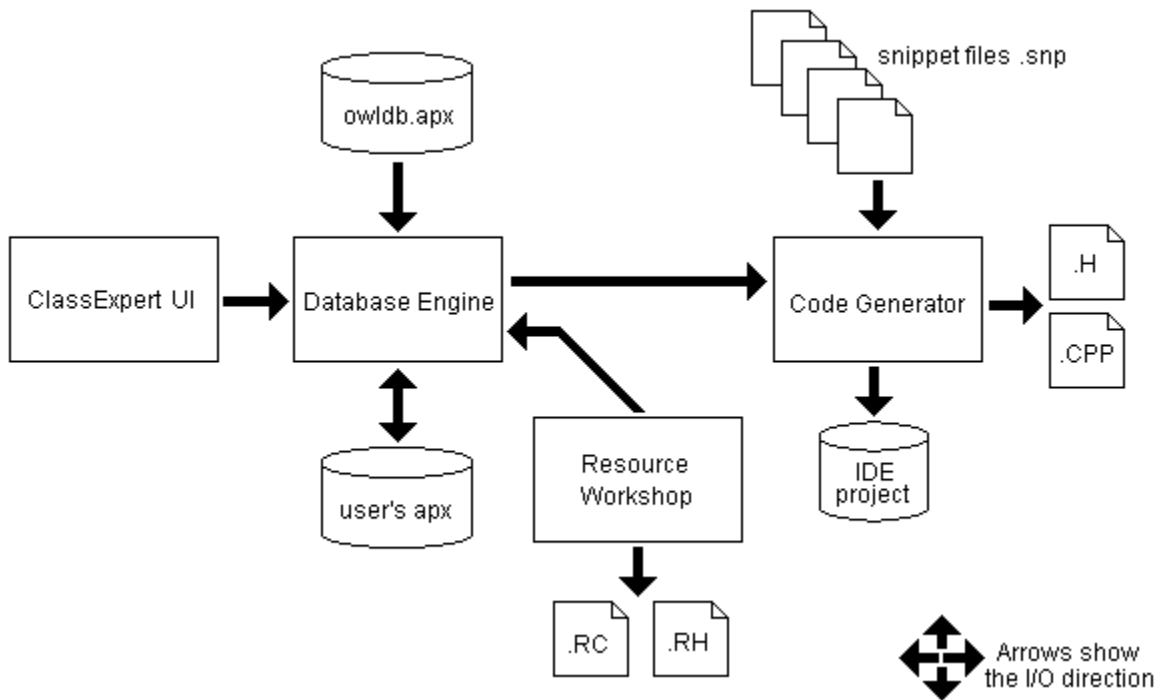 snippet files .snp
owldb.apx
ClassExpert UI
Database Engine
Code Generator
.H
.CPP
user's apx
Resource
Workshop
IDE
project
.RC
.RH
Arrows show
the I/O direction